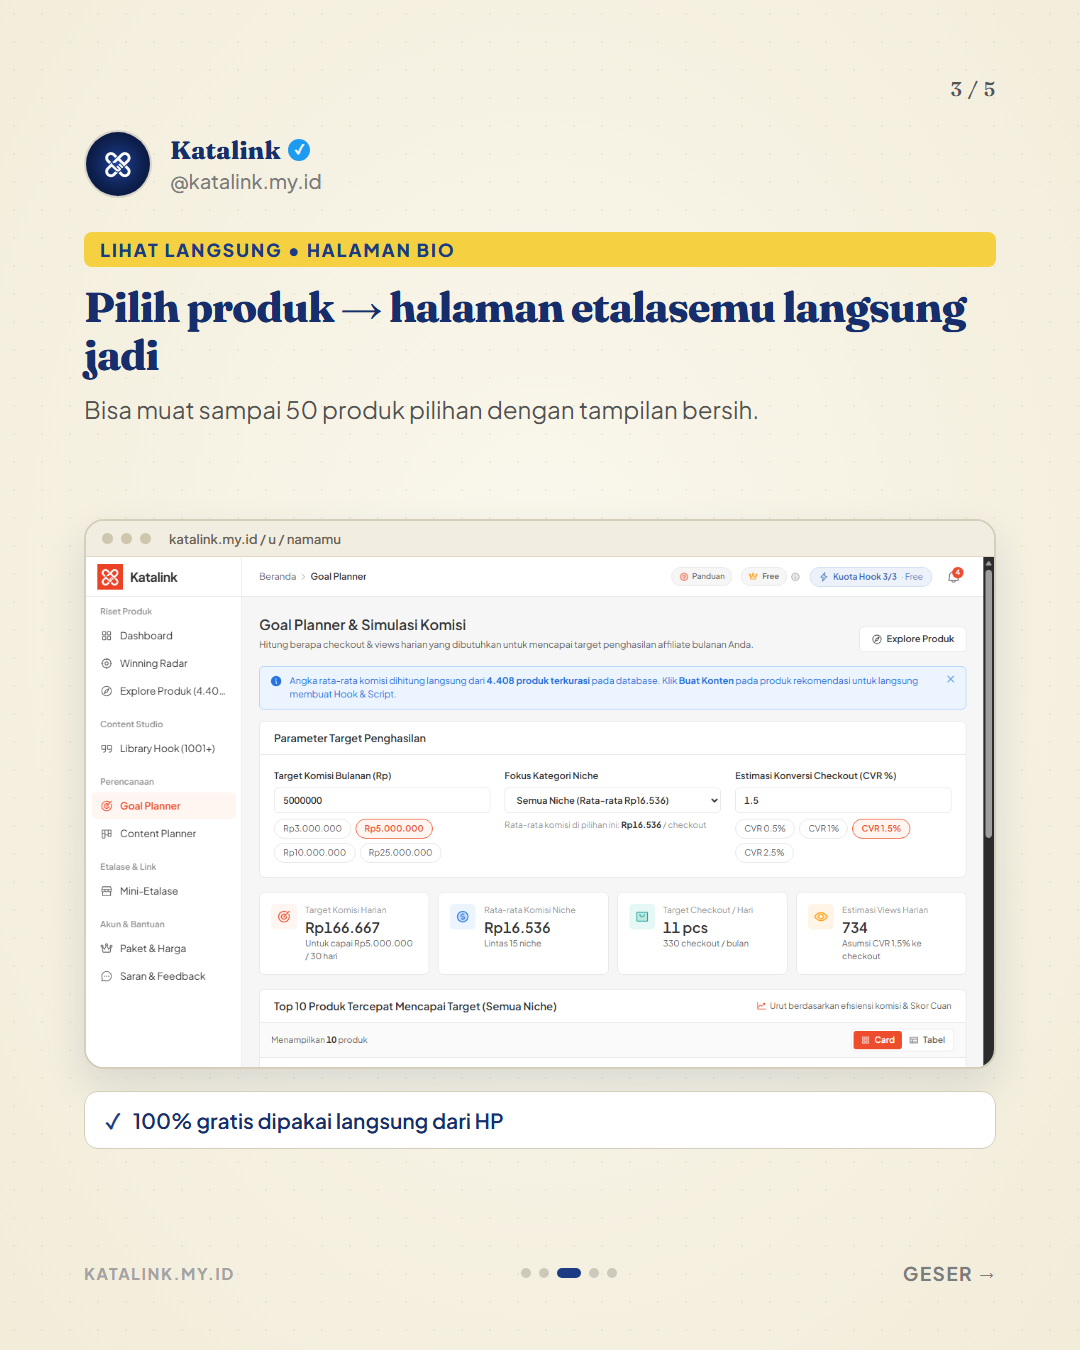 3 / 5
Katalink
@katalink.my.id
LIHAT LANGSUNG ● HALAMAN BIO
Pilih produk → halaman etalasemu langsung
jadi
Bisa muat sampai 50 produk pilihan dengan tampilan bersih.
katalink.my.id / u / namamu
Katalink
Beranda > Goal Planner
Panduan
Free
Kuota Hook 3/3 · Free
4
Riset Produk
Dashboard
Winning Radar
Explore Produk (4.40...
Content Studio
Library Hook (1001+)
Perencanaan
Goal Planner
Content Planner
Etalase & Link
Mini-Etalase
Akun & Bantuan
Paket & Harga
Saran & Feedback
Goal Planner & Simulasi Komisi
Hitung berapa checkout & views harian yang dibutuhkan untuk mencapai target penghasilan affiliate bulanan Anda.
Explore Produk
Angka rata-rata komisi dihitung langsung dari 4.408 produk terkurasi pada database. Klik Buat Konten pada produk rekomendasi untuk langsung
membuat Hook & Script.
Parameter Target Penghasilan
Target Komisi Bulanan (Rp)
5000000
Rp3.000.000 Rp5.000.000
Rp10.000.000 Rp25.000.000
Fokus Kategori Niche
Semua Niche (Rata-rata Rp16.536)
Rata-rata komisi di pilihan ini: Rp16.536 / checkout
Estimasi Konversi Checkout (CVR %)
1.5
CVR 0.5% CVR 1% CVR 1.5%
CVR 2.5%
Target Komisi Harian
Rp166.667
Untuk capai Rp5.000.000
/ 30 hari
Rata-rata Komisi Niche
Rp16.536
Lintas 15 niche
Target Checkout / Hari
11 pcs
330 checkout / bulan
Estimasi Views Harian
734
Asumsi CVR 1.5% ke
checkout
Top 10 Produk Tercepat Mencapai Target (Semua Niche)
Urut berdasarkan efisiensi komisi & Skor Cuan
Menampilkan 10 produk
Card
Tabel
✓ 100% gratis dipakai langsung dari HP
KATALINK.MY.ID
GESER →